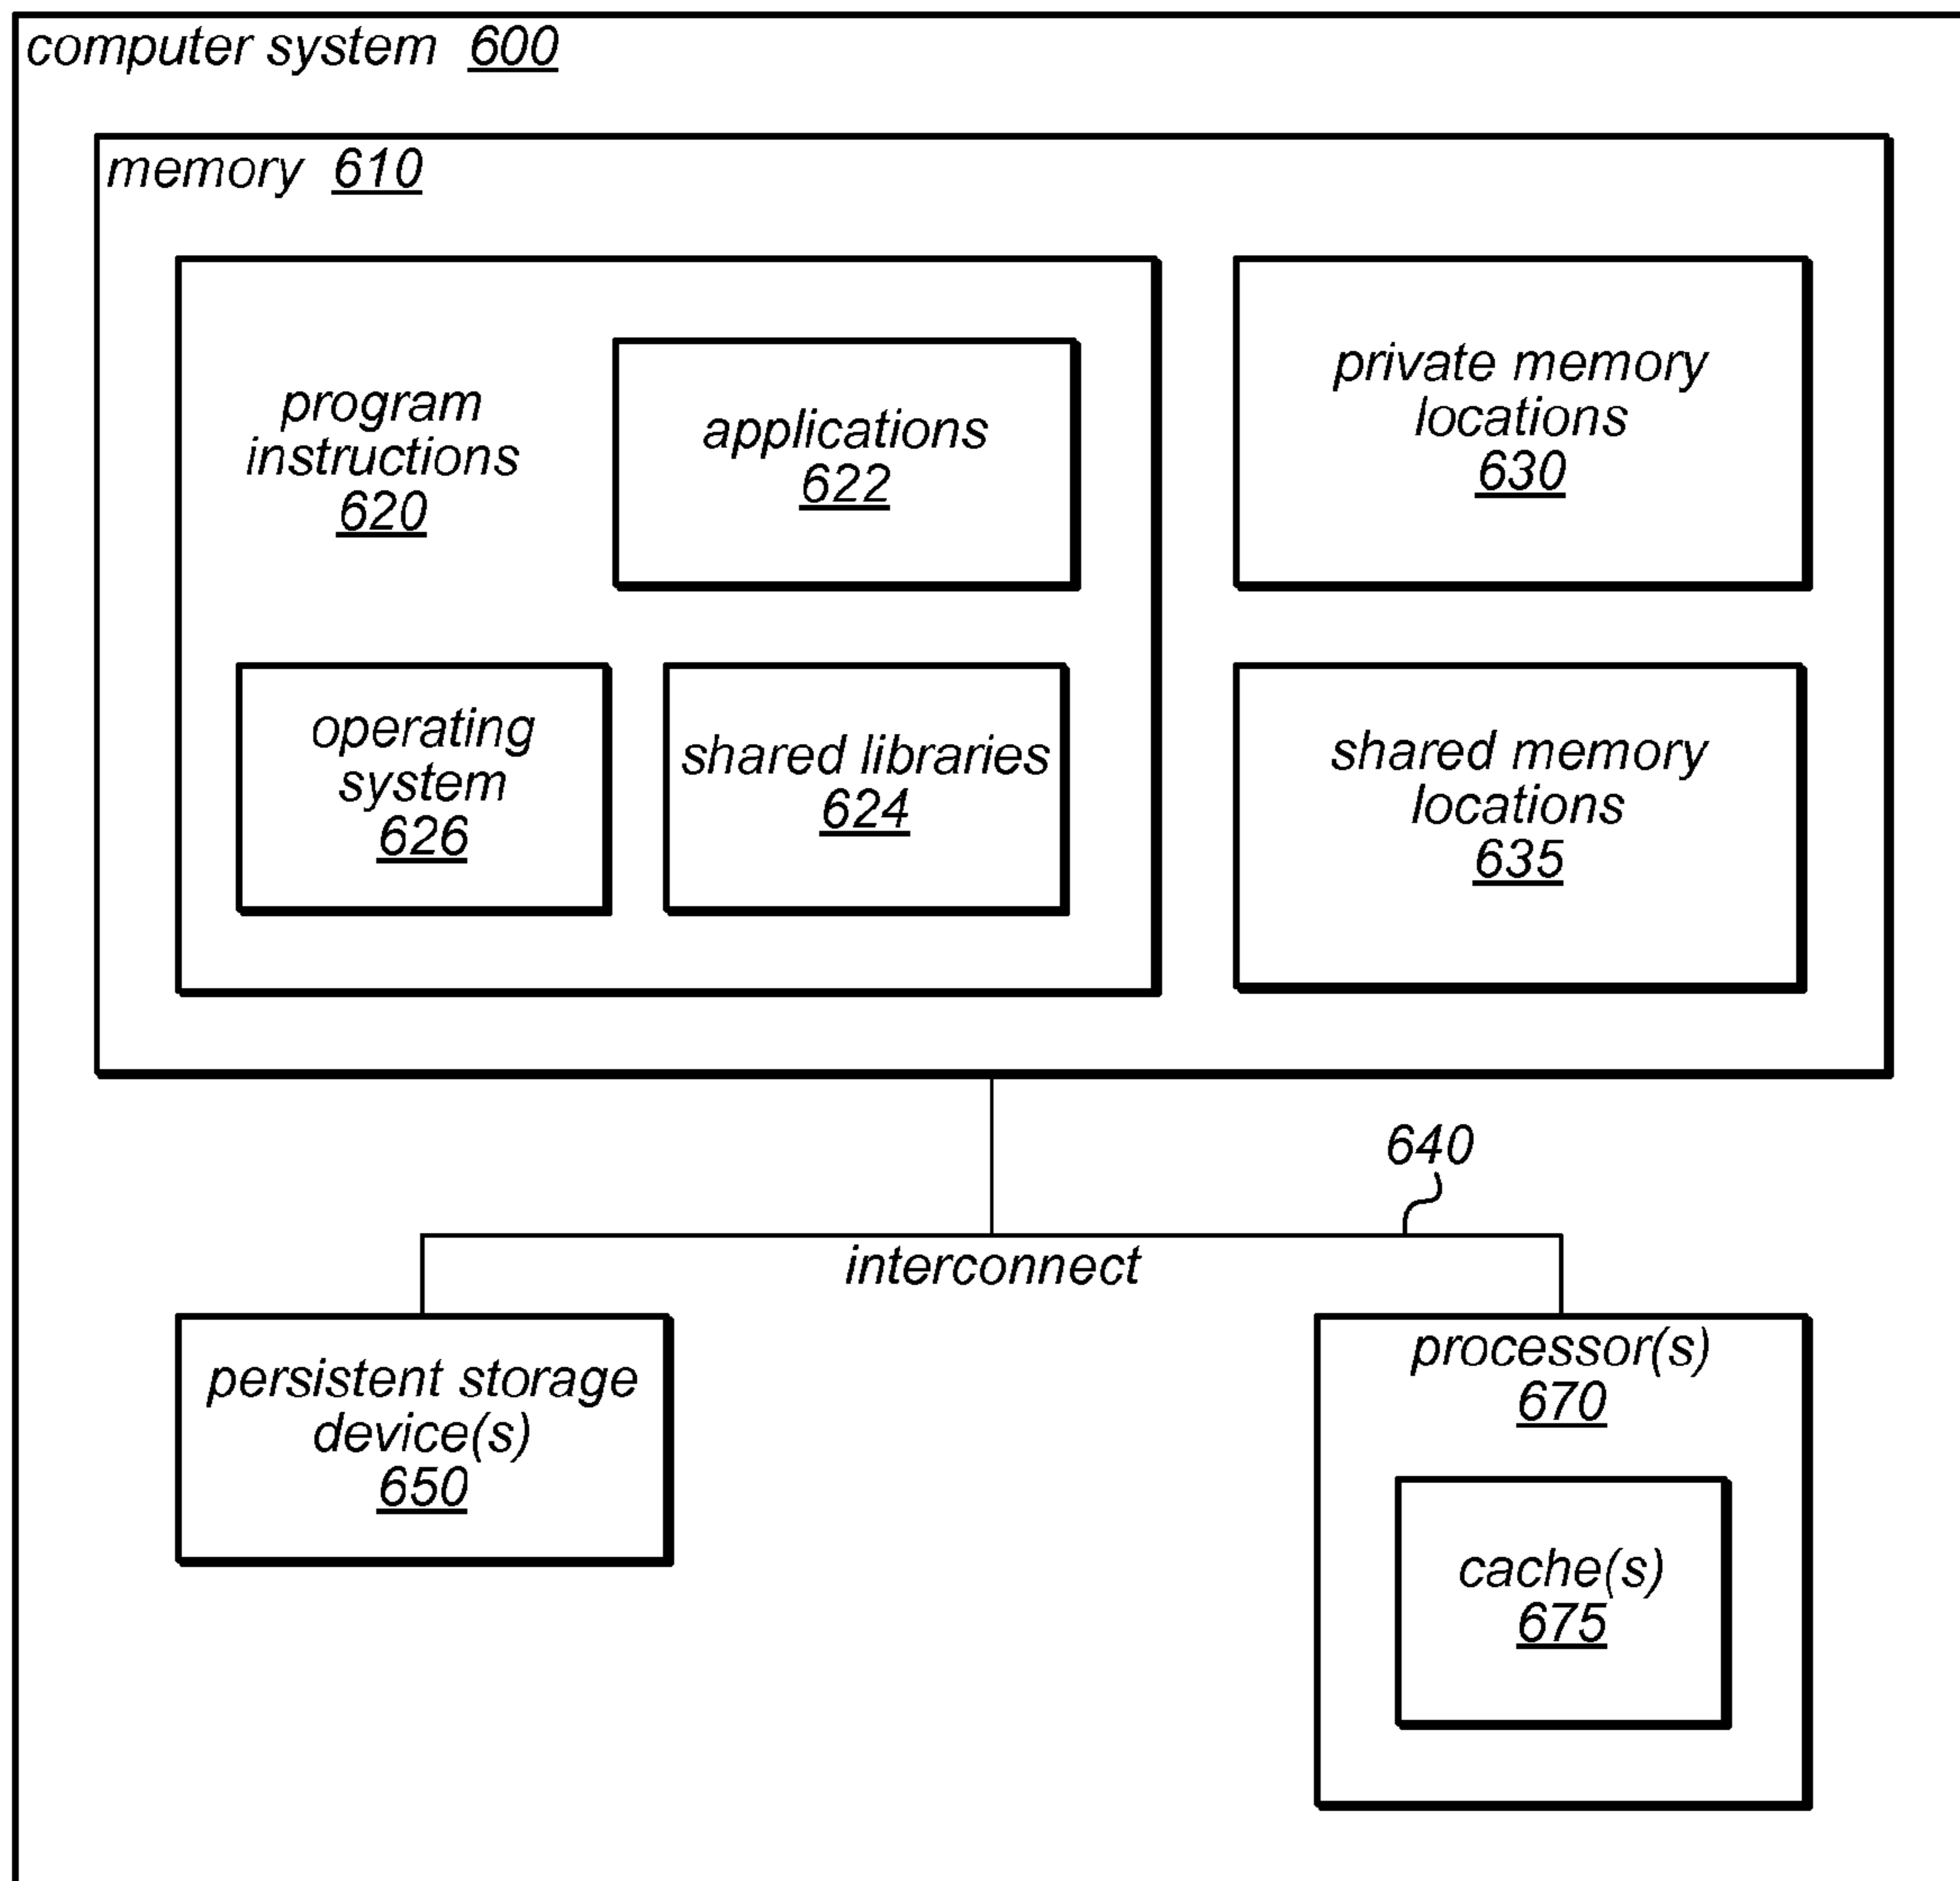 computer system 600
memory 610
program
instructions
620
applications
622
private memory
locations
630
operating
system
626
shared libraries
624
shared memory
locations
635
640
interconnect
persistent storage
device(s)
650
processor(s)
670
cache(s)
675